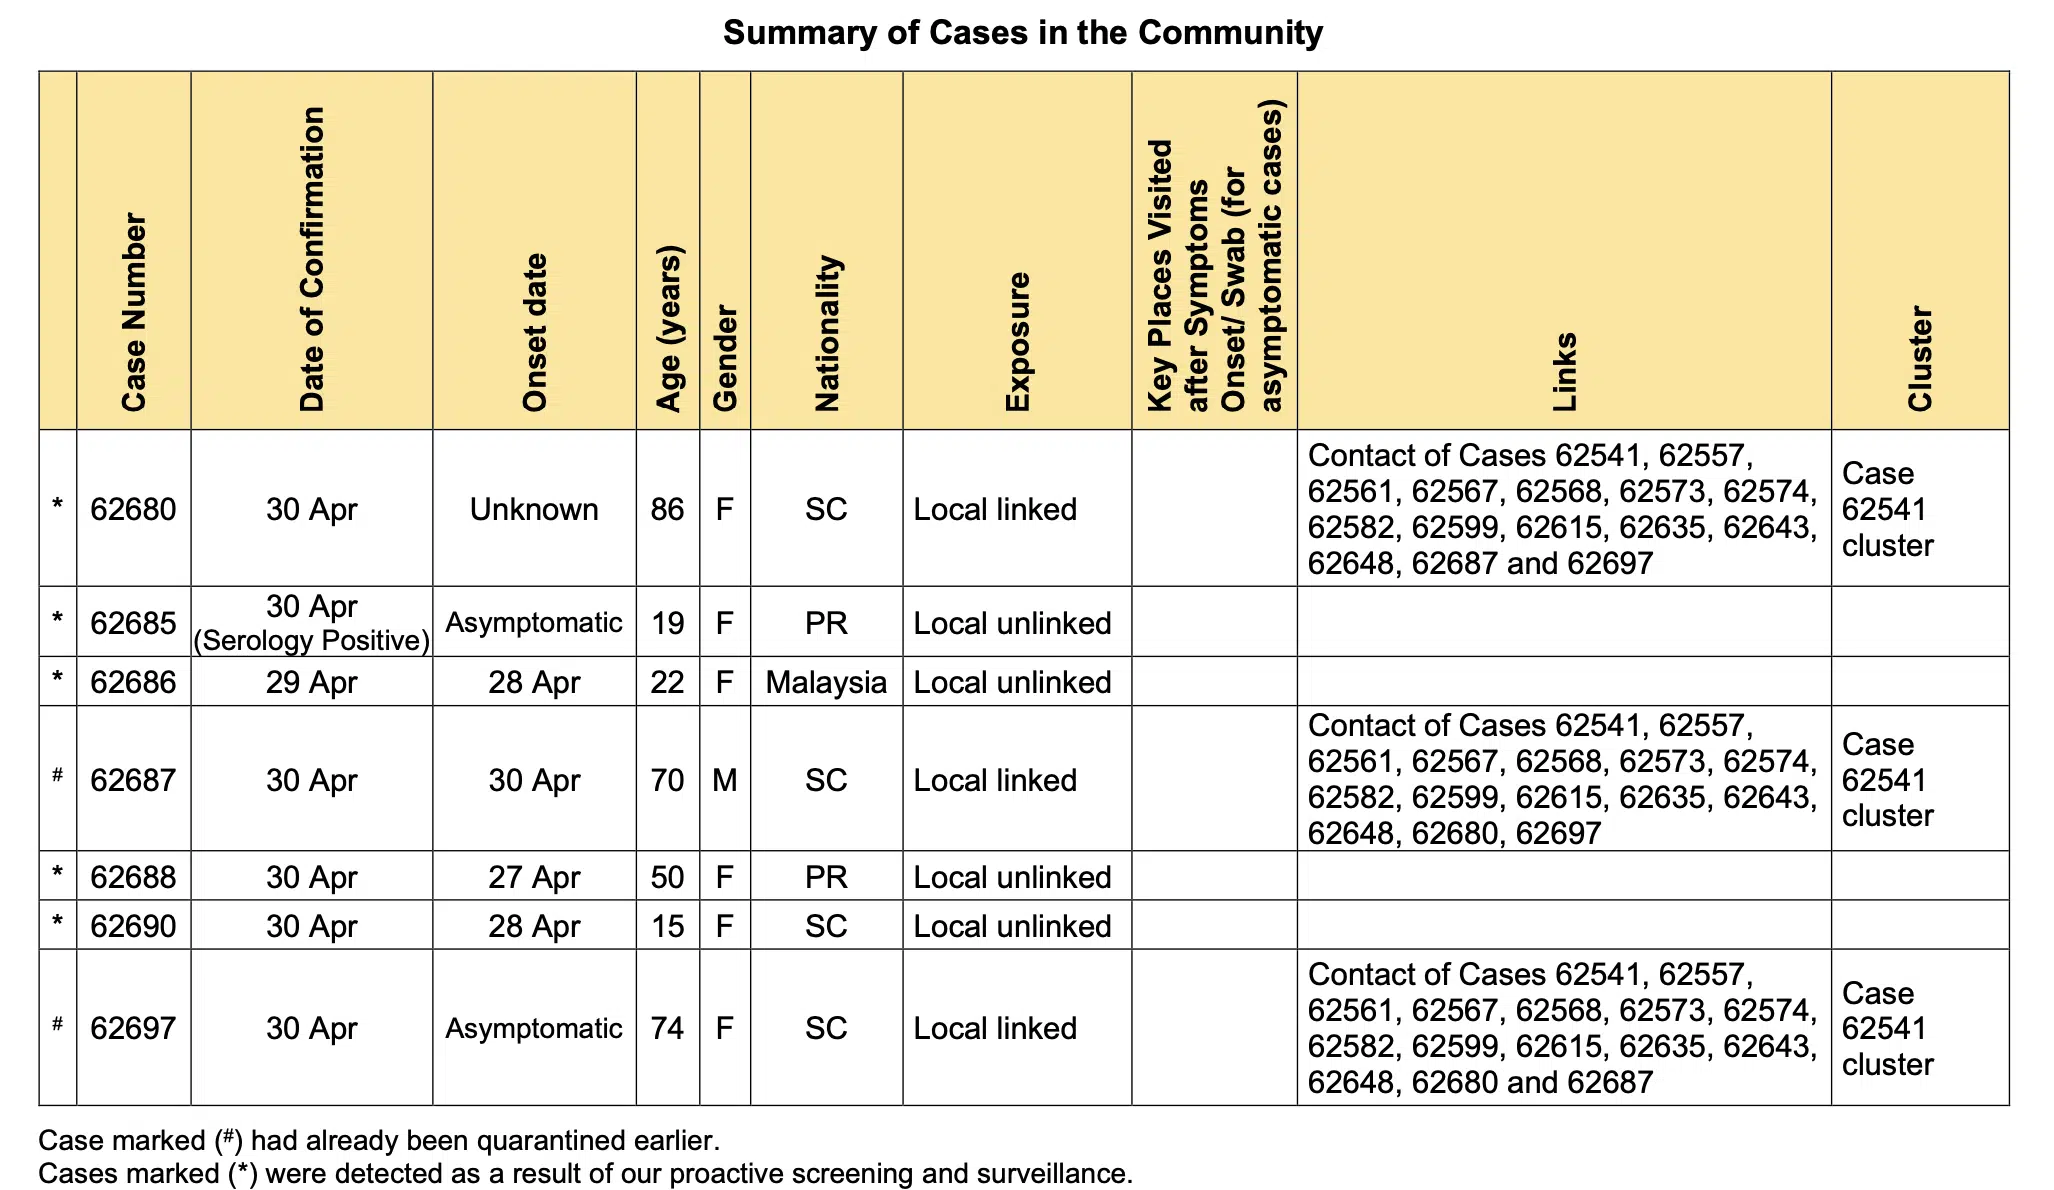 Summary of Cases in the Community
Case Number
Date of Confirmation
Onset date
Age (years)
Gender
Nationality
Exposure
Key Places Visited
after Symptoms
Onset/ Swab (for
asymptomatic cases)
Links
Cluster
* 62680 30 Apr Unknown 86 F SC Local linked
Contact of Cases 62541, 62557,
62561, 62567, 62568, 62573, 62574,
62582, 62599, 62615, 62635, 62643,
62648, 62687 and 62697
Case
62541
cluster
* 62685 30 Apr
(Serology Positive)
Asymptomatic 19 F PR Local unlinked
* 62686 29 Apr 28 Apr 22 F Malaysia Local unlinked
# 62687 30 Apr 30 Apr 70 M SC Local linked
Contact of Cases 62541, 62557,
62561, 62567, 62568, 62573, 62574,
62582, 62599, 62615, 62635, 62643,
62648, 62680, 62697
Case
62541
cluster
* 62688 30 Apr 27 Apr 50 F PR Local unlinked
* 62690 30 Apr 28 Apr 15 F SC Local unlinked
# 62697 30 Apr Asymptomatic 74 F SC Local linked
Contact of Cases 62541, 62557,
62561, 62567, 62568, 62573, 62574,
62582, 62599, 62615, 62635, 62643,
62648, 62680 and 62687
Case
62541
cluster
Case marked (#) had already been quarantined earlier.
Cases marked (*) were detected as a result of our proactive screening and surveillance.